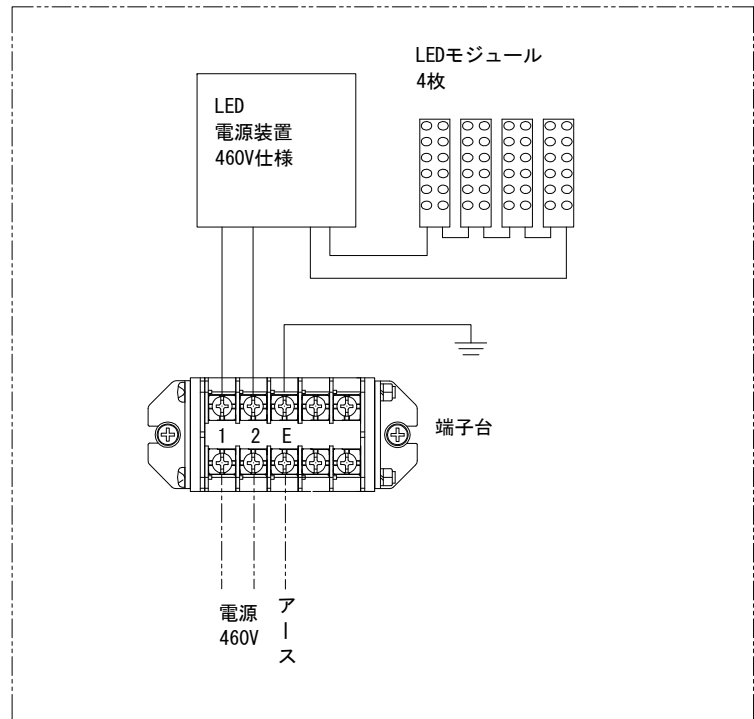 LEDモジュール
4枚
LED
電源装置
460V仕様
1 2 E
端子台
電源
460V
アース